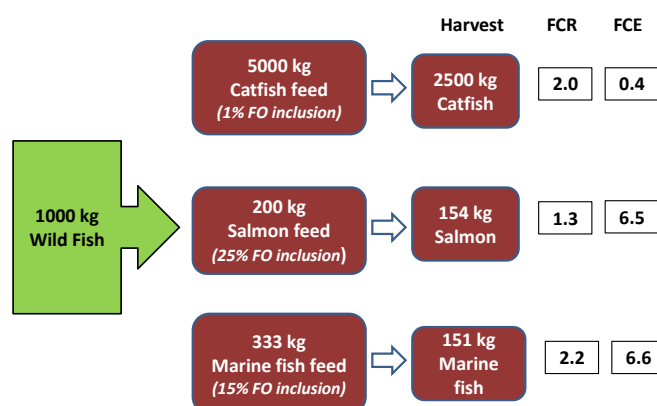 Harvest FCR FCE
5000 kg
Catfish feed
(1% FO inclusion)
2500 kg
Catfish
2.0
0.4
1000 kg
Wild Fish
200 kg
Salmon feed
(25% FO inclusion)
154 kg
Salmon
1.3
6.5
333 kg
Marine fish feed
(15% FO inclusion)
151 kg
Marine
fish
2.2
6.6